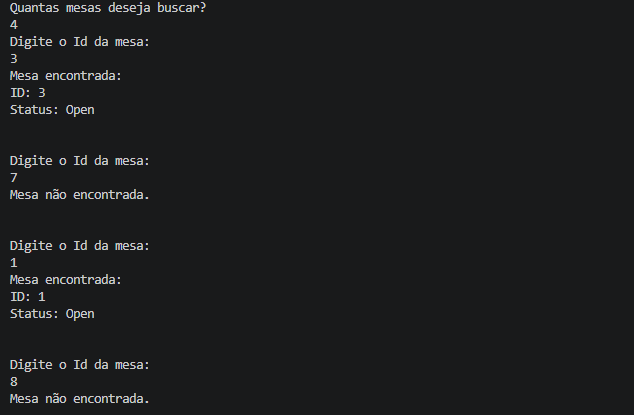 Quantas mesas deseja buscar?
4
Digite o Id da mesa:
3
Mesa encontrada:
ID: 3
Status: Open
Digite o Id da mesa:
7
Mesa não encontrada.
Digite o Id da mesa:
1
Mesa encontrada:
ID: 1
Status: Open
Digite o Id da mesa:
8
Mesa não encontrada.